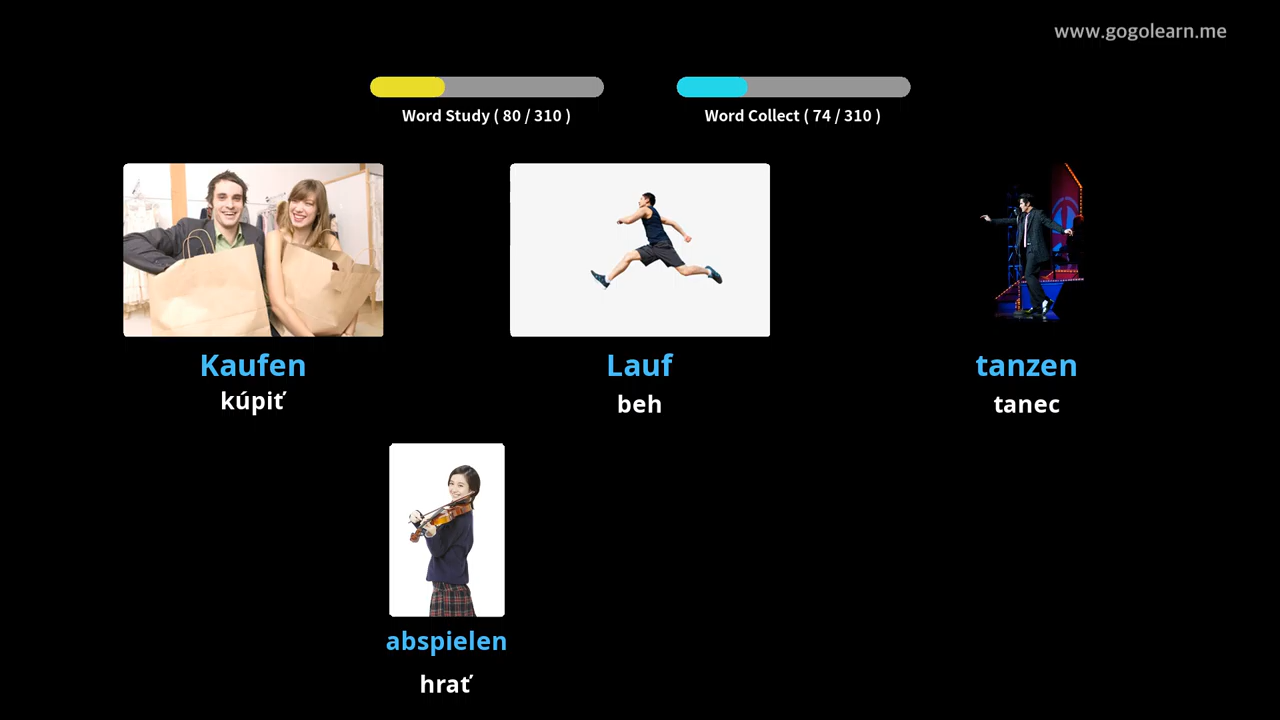 www.gogolearn.me
Word Study ( 80 / 310 )
Word Collect ( 74 / 310 )
Kaufen
kúpiť
Lauf
beh
tanzen
tanec
abspielen
hrať